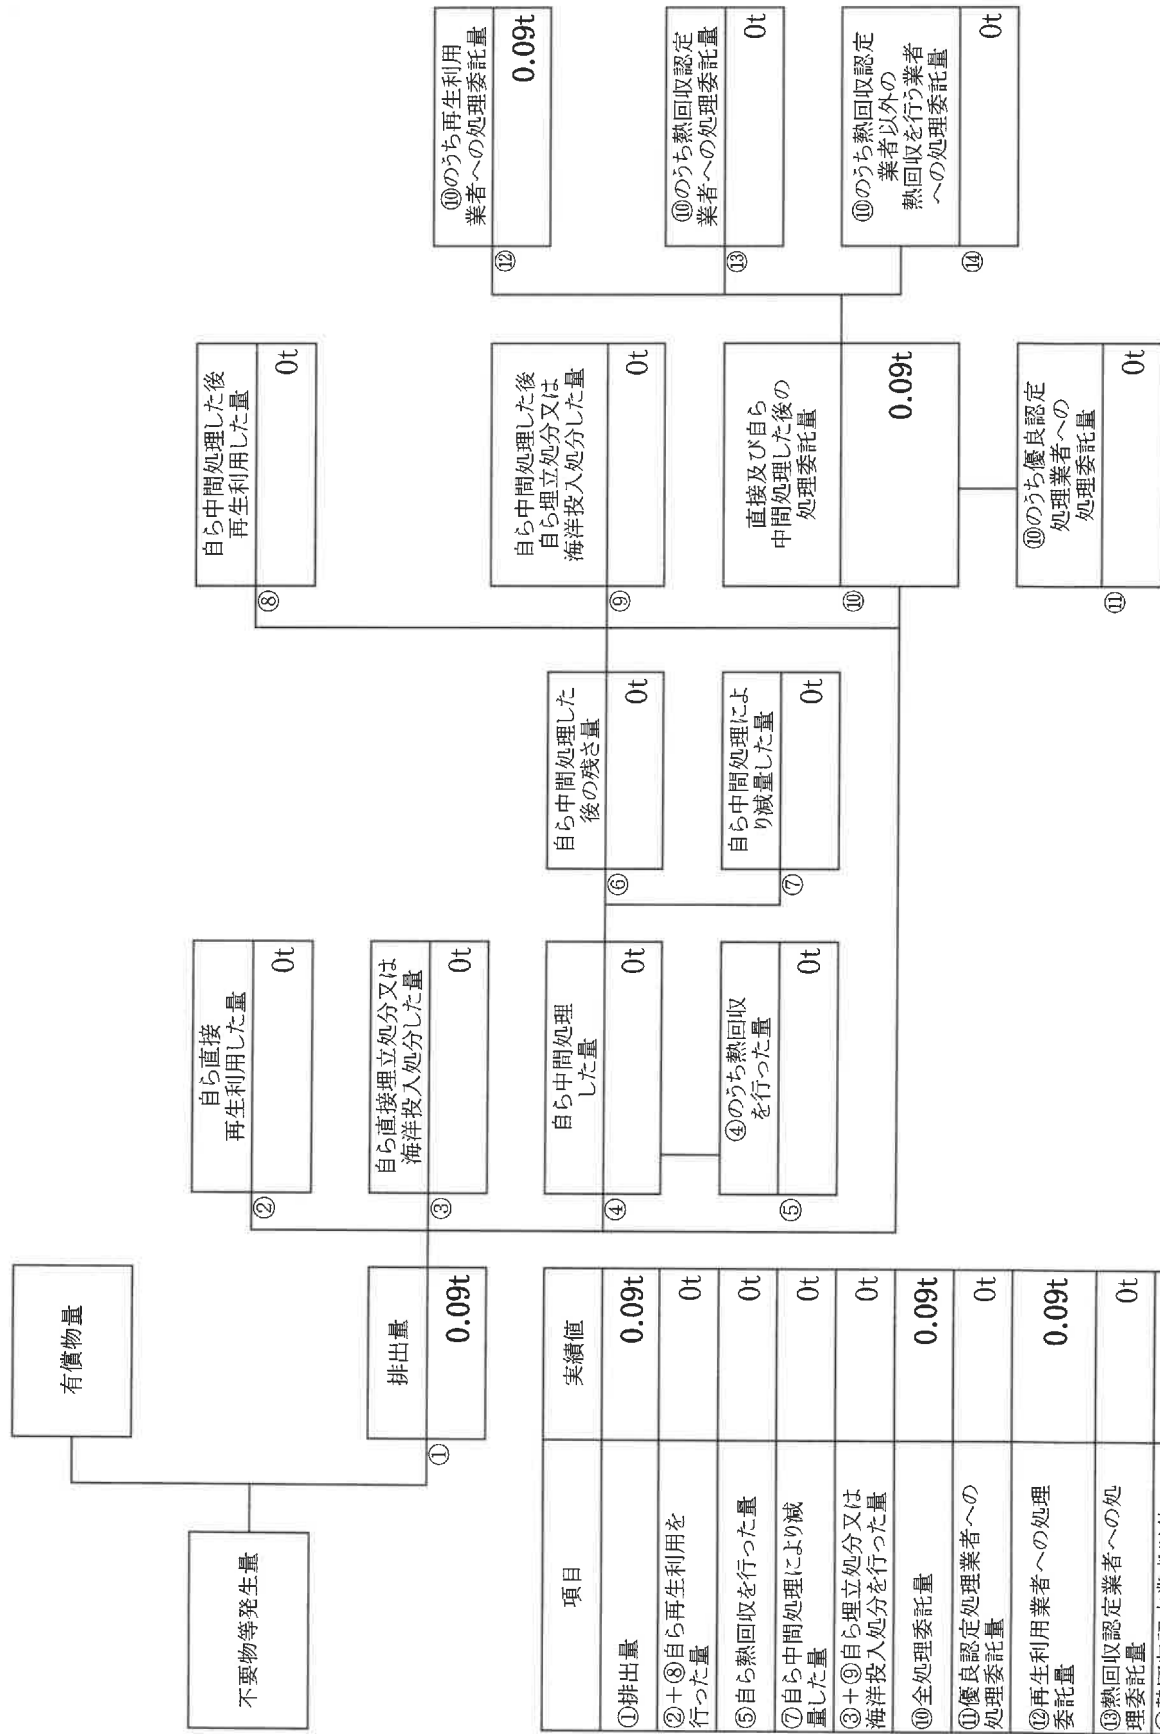 不要物等発生量
有償物量
排出量
①
0.09t
自ら直接
再生利用した量
②
0t
自ら直接埋立処分又は
海洋投入処分した量
③
0t
自ら中間処理
した量
④
0t
④のうち熱回収
を行った量
⑤
0t
自ら中間処理した
後の残さ量
⑥
0t
自ら中間処理によ
り減量した量
⑦
0t
自ら中間処理した後
再生利用した量
⑧
0t
自ら中間処理した後
自ら埋立処分又は
海洋投入処分した量
⑨
0t
直接及び自ら
中間処理した後の
処理委託量
⑩
0.09t
⑩のうち優良認定
処理業者への
処理委託量
⑪
0t
⑩のうち再生利用
業者への処理委託量
⑫
0.09t
⑩のうち熱回収認定
業者への処理委託量
⑬
0t
⑩のうち熱回収認定
業者以外の
熱回収を行う業者
への処理委託量
⑭
0t
項目 実績値
①排出量 0.09t
②+⑧自ら再生利用を
行った量 0t
⑤自ら熱回収を行った量 0t
⑦自ら中間処理により減
量した量 0t
③+⑨自ら埋立処分又は
海洋投入処分を行った量 0t
⑩全処理委託量 0.09t
⑪優良認定処理業者への
処理委託量 0t
⑫再生利用業者への処理
委託量 0.09t
⑬熱回収認定業者への処
理委託量 0t